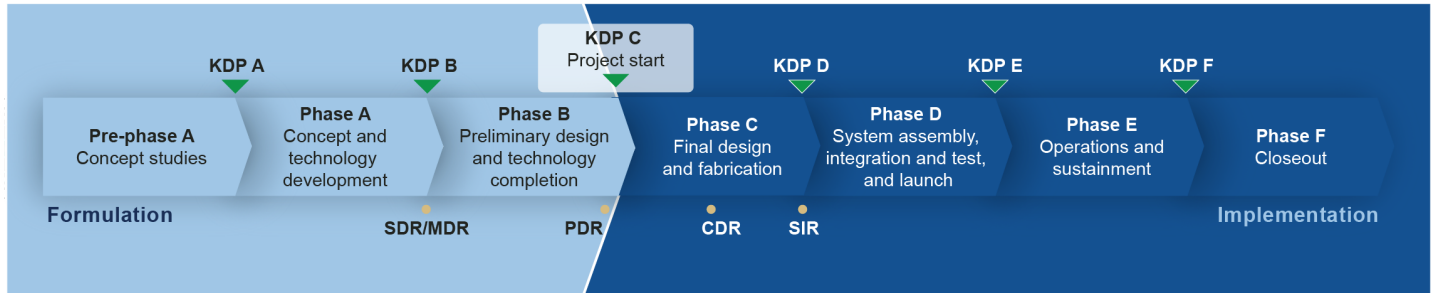 KDP C
Project start
KDP A
KDP B
KDP D
KDP E
KDP F
Pre-phase A
Concept studies
Phase A
Concept and
technology
development
Phase B
Preliminary design
and technology
completion
Phase C
Final design
and fabrication
Phase D
System assembly,
integration and test,
and launch
Phase E
Operations and
sustainment
Phase F
Closeout
Formulation
Implementation
SDR/MDR
PDR
CDR
SIR